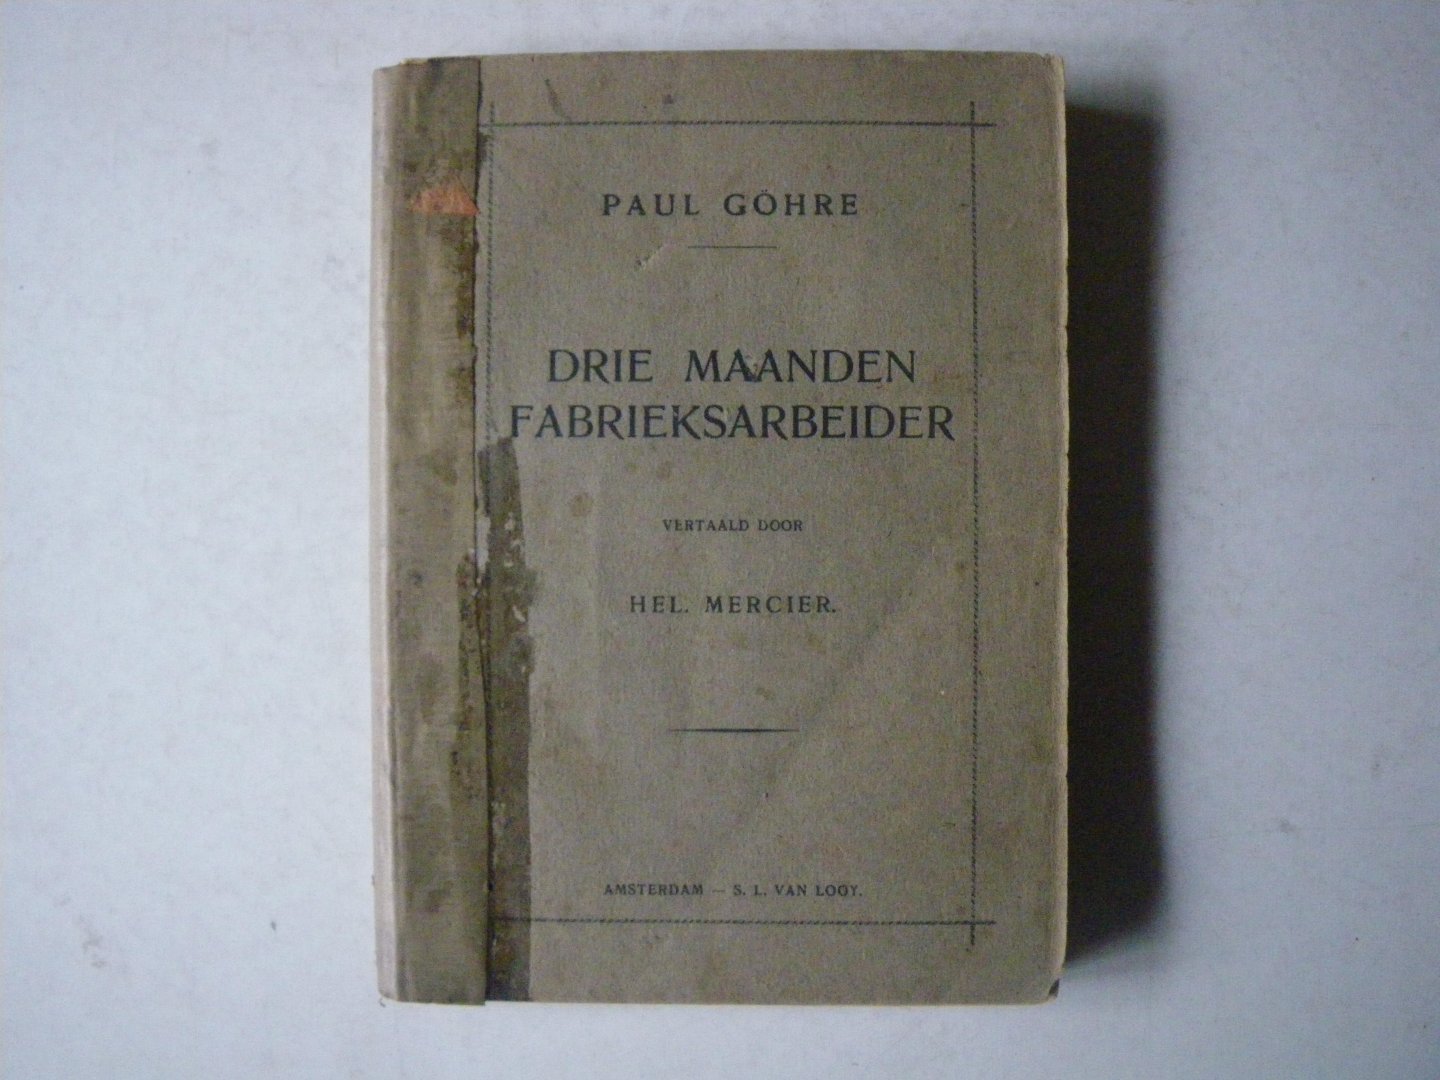 PAUL GÖHRE
DRIE MAANDEN
FABRIEKSARBEIDER
VERTAALD DOOR
HEL. MERCIER.
AMSTERDAM — S. L. VAN LOOY.